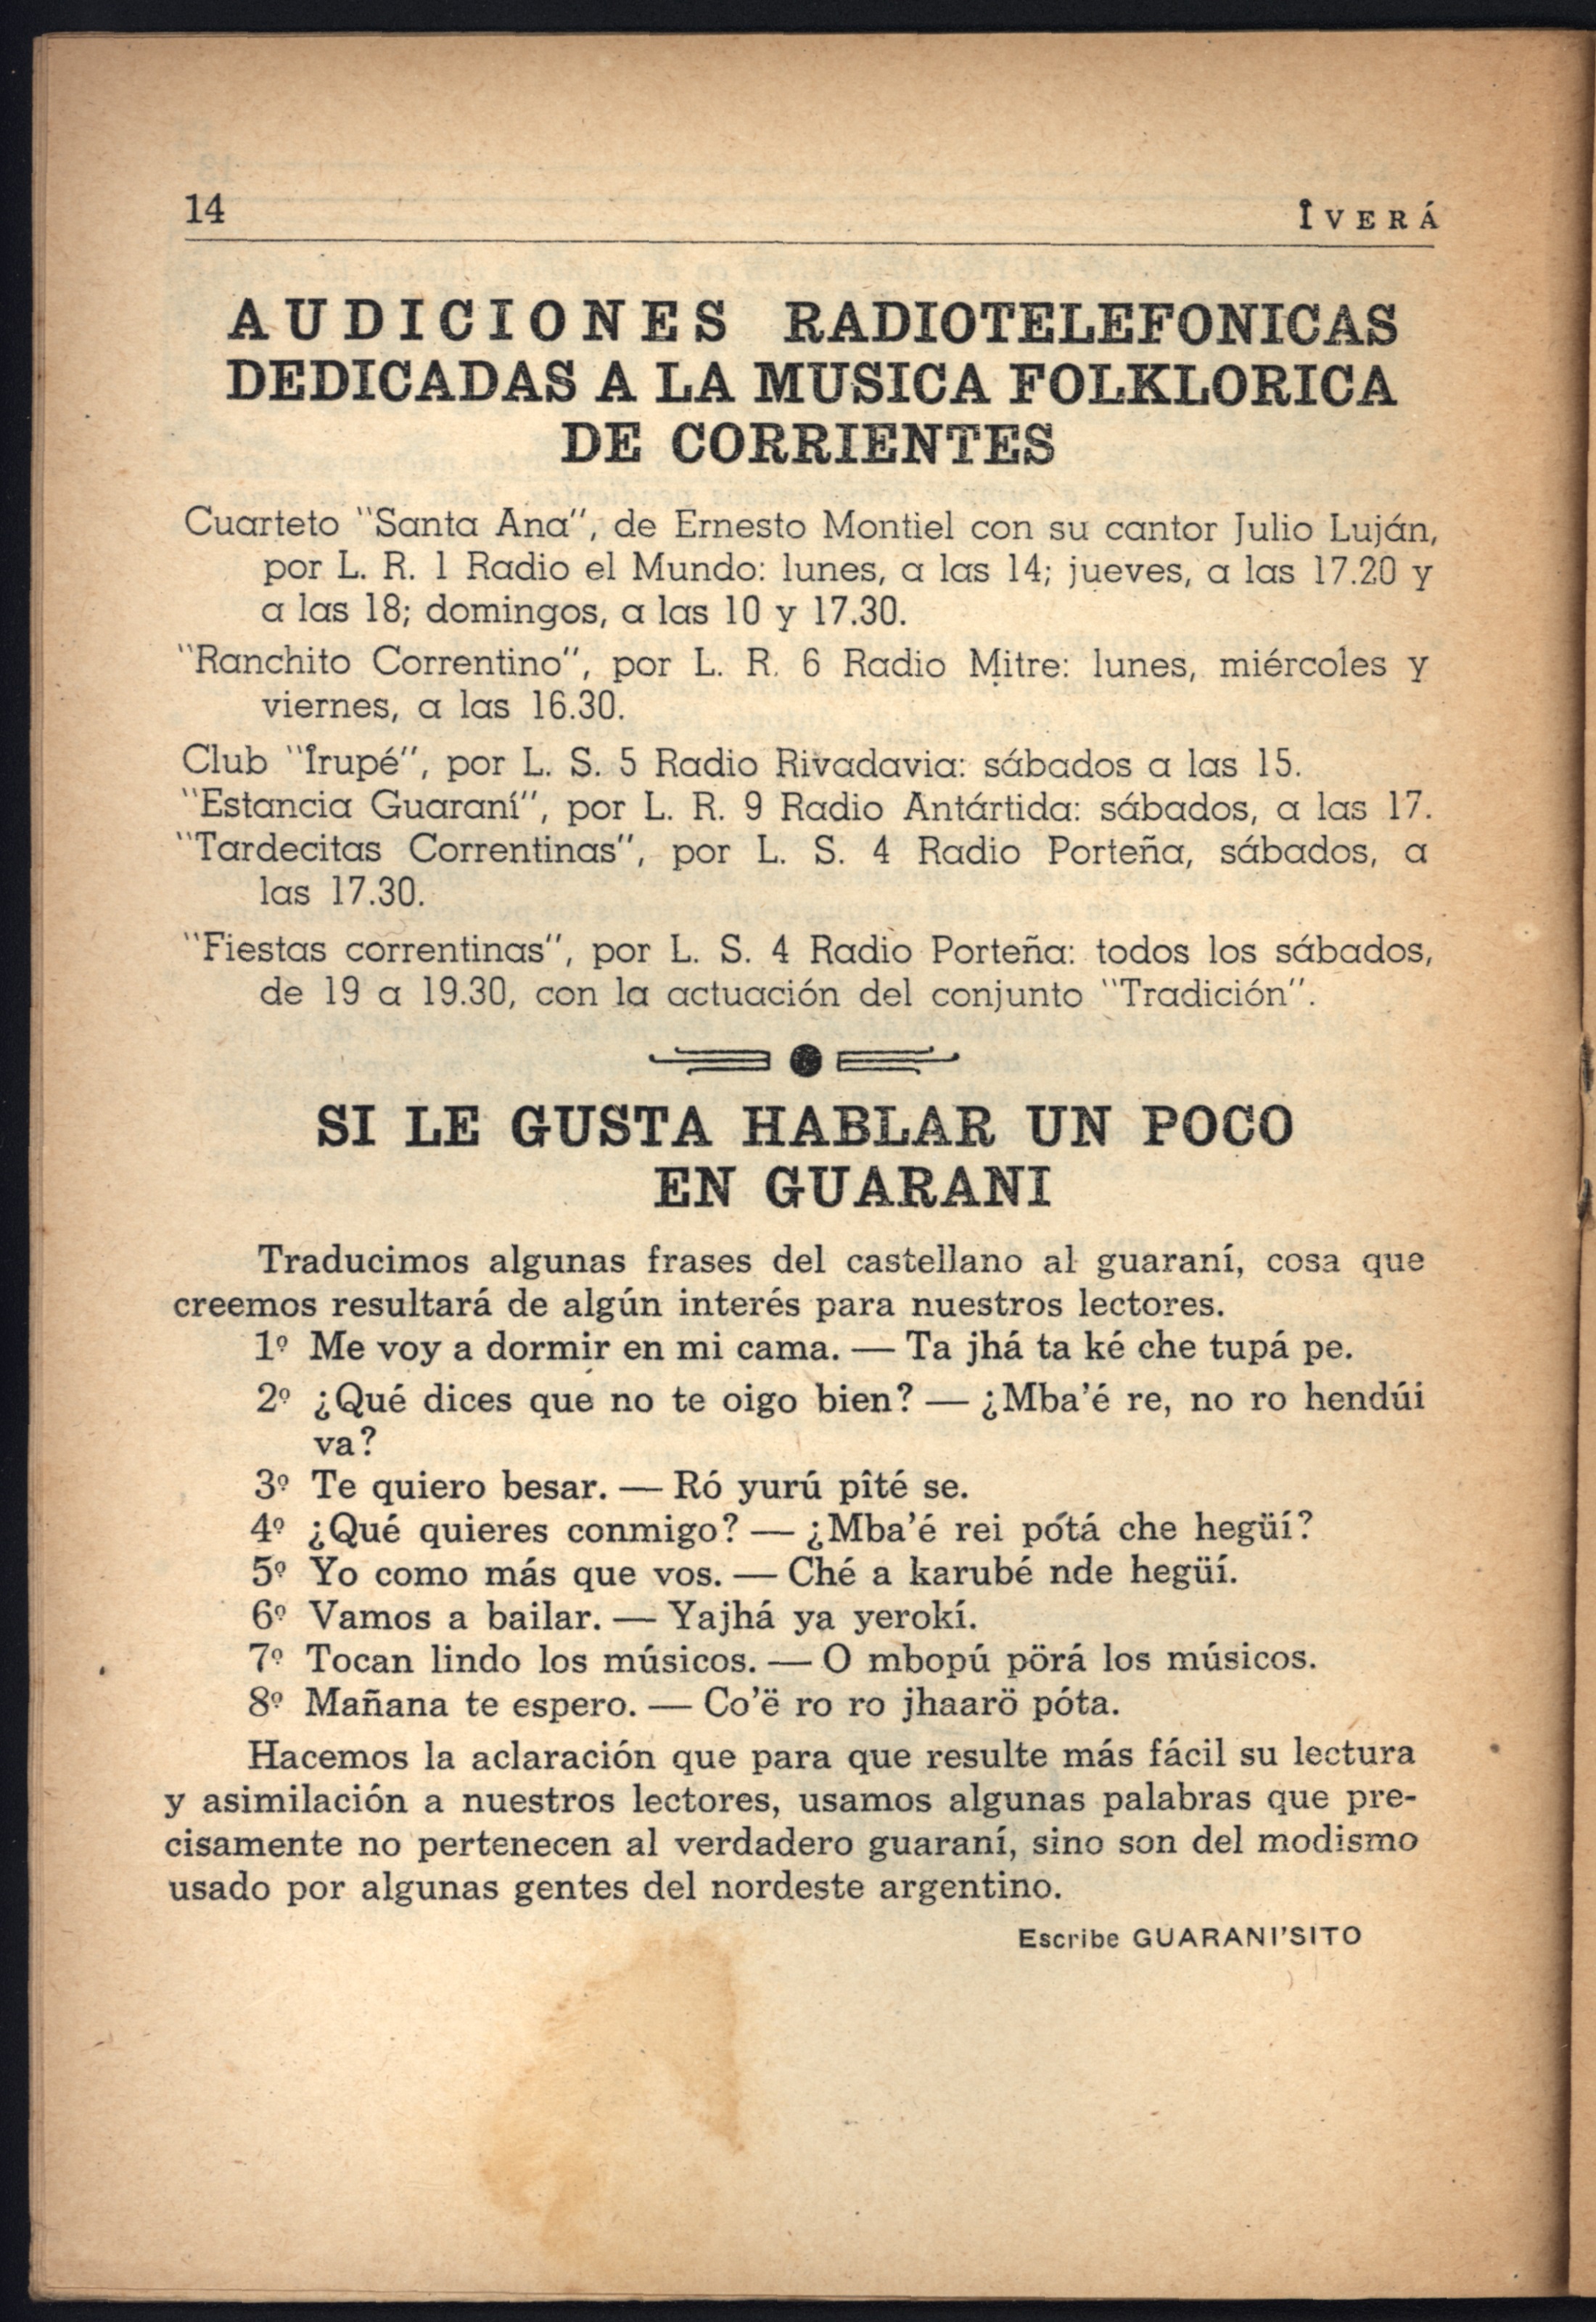 14
ÎVERÁ
AUDICIONES RADIOTELEFONICAS
DEDICADAS A LA MUSICA FOLKLORICA
DE CORRIENTES
Cuarteto "Santa Ana", de Ernesto Montiel con su cantor Julio Luján,
por L. R. 1 Radio el Mundo: lunes, a las 14; jueves, a las 17.20 y
a las 18; domingos, a las 10 y 17.30.
"Ranchito Correntino", por L. R. 6 Radio Mitre: lunes, miércoles y
viernes, a las 16.30.
Club "Îrupé", por L. S. 5 Radio Rivadavia: sábados a las 15.
"Estancia Guaraní", por L. R. 9 Radio Antártida: sábados, a las 17.
"Tardecitas Correntinas", por L. S. 4 Radio Porteña, sábados, a
las 17.30.
"Fiestas correntinas", por L. S. 4 Radio Porteña: todos los sábados,
de 19 a 19.30, con la actuación del conjunto "Tradición".
SI LE GUSTA HABLAR UN POCO
EN GUARANI
Traducimos algunas frases del castellano al guaraní, cosa que
creemos resultará de algún interés para nuestros lectores.
1º Me voy a dormir en mi cama. — Ta jhá ta ké che tupá pe.
2º ¿Qué dices que no te oigo bien? — ¿Mba'é re, no ro hendúi
va?
3º Te quiero besar. — Ró yurú pîté se.
4º ¿Qué quieres conmigo? — ¿Mba'é rei pótá che hegüí?
5º Yo como más que vos. — Ché a karubé nde hegüí.
6º Vamos a bailar. — Yajhá ya yerokí.
7º Tocan lindo los músicos. — O mbopú pörá los músicos.
8º Mañana te espero. — Co'ë ro ro jhaarö póta.
Hacemos la aclaración que para que resulte más fácil su lectura
y asimilación a nuestros lectores, usamos algunas palabras que pre-
cisamente no pertenecen al verdadero guaraní, sino son del modismo
usado por algunas gentes del nordeste argentino.
Escribe GUARANI'SITO